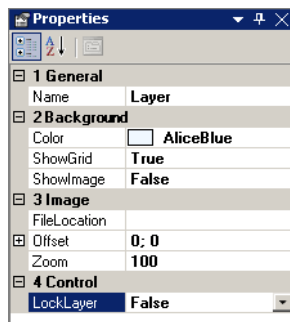 Properties
1 General
Name Layer
2 Background
Color AliceBlue
ShowGrid True
ShowImage False
3 Image
FileLocation
Offset 0; 0
Zoom 100
4 Control
LockLayer False